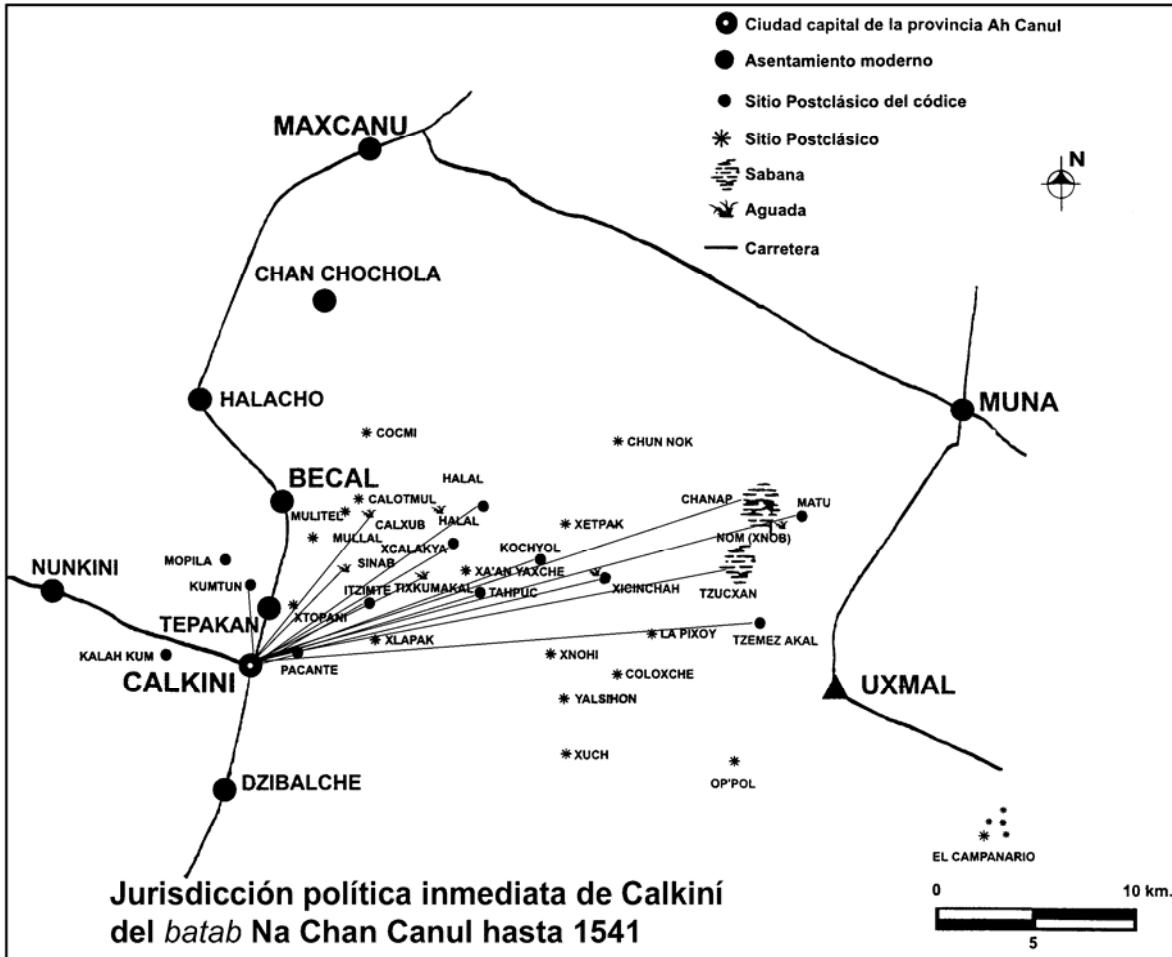 Ciudad capital de la provincia Ah Canul
Asentamiento moderno
Sitio Postclásico del códice
Sitio Postclásico
Sabana
Aguada
Carretera
N
MAXCANU
CHAN CHOCHOLA
HALACHO
MUNA
COCMI
CHUN NOK
BECAL
HALAL
CALOTMUL
CHANAP
MATU
MULITEL
CALXUB
HALAL
XETPAK
NOM (XNOB)
MULLAL
XCALAKYA
KOCHYOL
MOPILA
SINAB
XA'AN YAXCHE
NUNKINI
KUMTUN
ITZIMTE
TIXKUMAKAL
TAHPUC
XICINCHAH
TZUCXAN
TEPAKAN
XTOPANI
XLAPAK
LA PIXOY
TZEMEZ AKAL
KALAH KUM
PACANTE
XNOHI
CALKINI
COLOXCHE
UXMAL
YALSIHON
XUCH
OP'POL
DZIBALCHE
EL CAMPANARIO
Jurisdicción política inmediata de Calkiní
del batab Na Chan Canul hasta 1541
0 10 km.
5